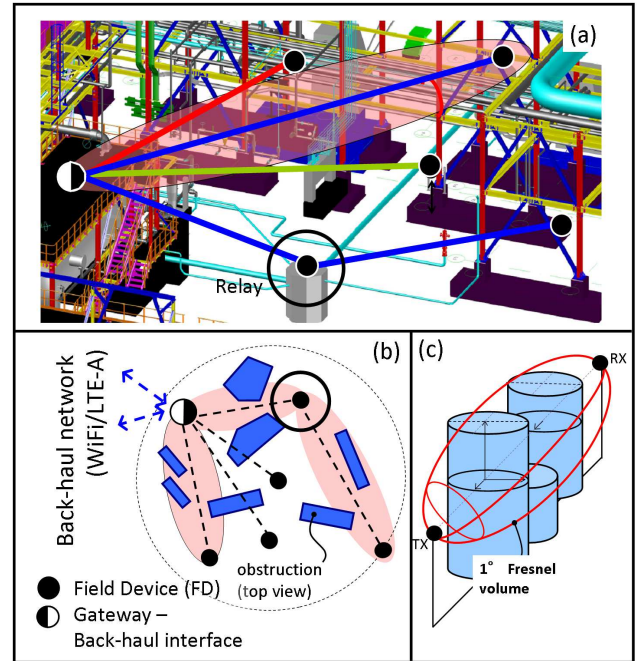 (a)
Relay
(b)
(c)
Back-haul network
(WiFi/LTE-A)
RX
TX
obstruction
(top view)
1° Fresnel
volume
Field Device (FD)
Gateway –
Back-haul interface